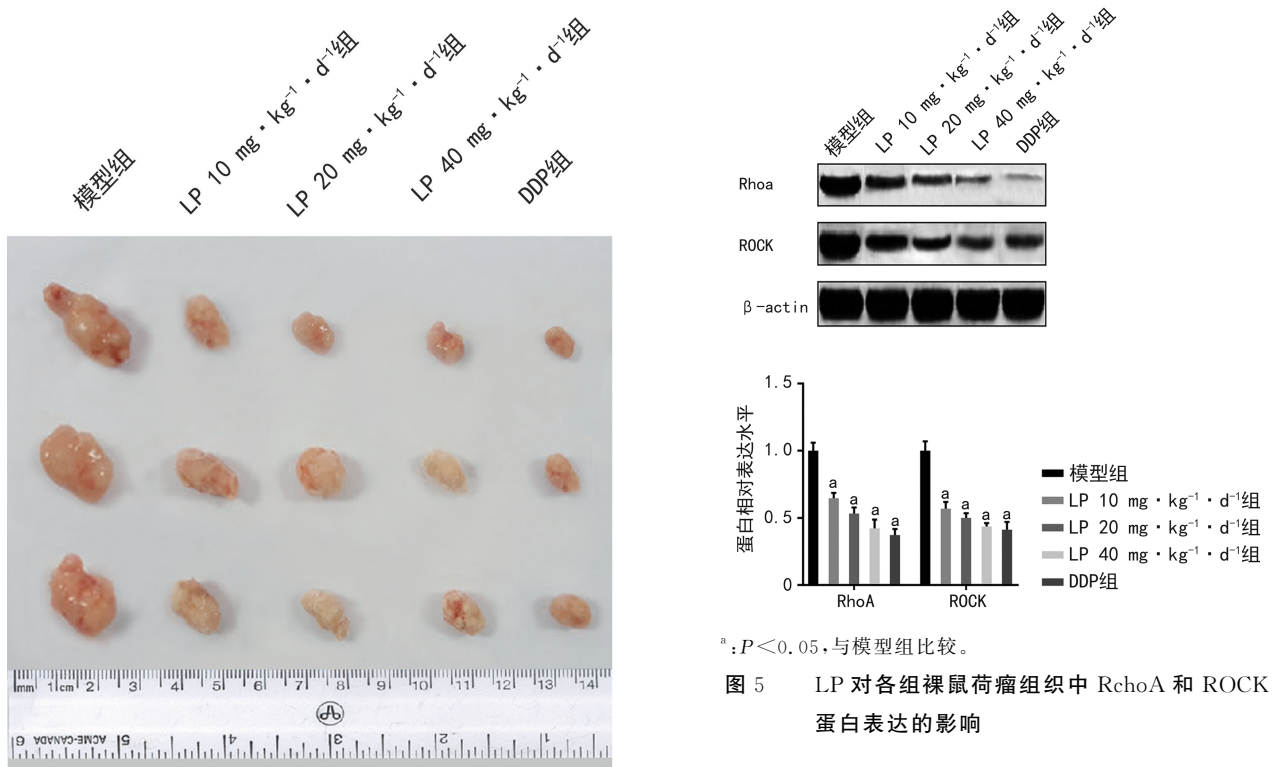 模型组
LP 10 mg·kg⁻¹·d⁻¹组
LP 20 mg·kg⁻¹·d⁻¹组
LP 40 mg·kg⁻¹·d⁻¹组
DDP组
mm 1cm 2 3 4 5 6 7 8 9 10 11 12 13 14
6 ACME-CANADA 5 4 3 2 1
模型组
LP 10 mg·kg⁻¹·d⁻¹组
LP 20 mg·kg⁻¹·d⁻¹组
LP 40 mg·kg⁻¹·d⁻¹组
DDP组
Rhoa
ROCK
β-actin
蛋白相对表达水平
1.5
1.0
0.5
0
a a a a
a a a a
RhoA ROCK
模型组
LP 10 mg·kg⁻¹·d⁻¹组
LP 20 mg·kg⁻¹·d⁻¹组
LP 40 mg·kg⁻¹·d⁻¹组
DDP组
ᵃ:P<0.05,与模型组比较。
图 5 LP 对各组裸鼠荷瘤组织中 RchoA 和 ROCK
蛋白表达的影响